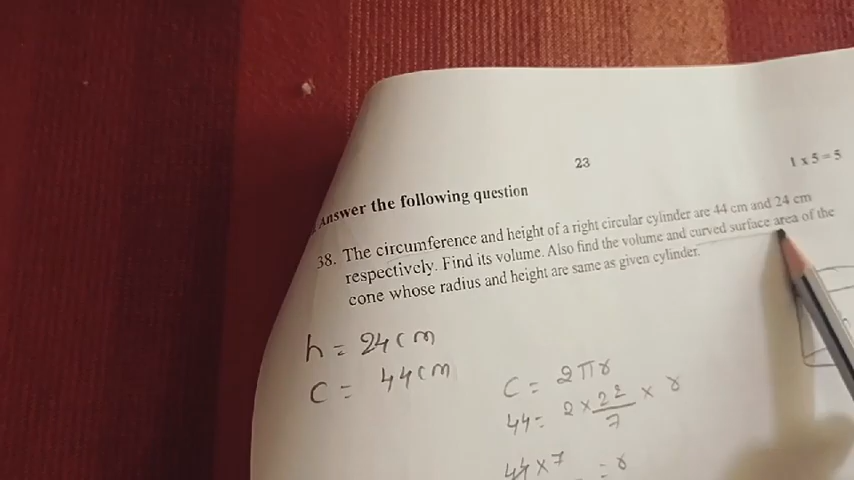 23
Answer the following question
1 x 5 = 5
38. The circumference and height of a right circular cylinder are 44 cm and 24 cm
respectively. Find its volume. Also find the volume and curved surface area of the
cone whose radius and height are same as given cylinder.
h = 24cm
C = 44cm
C = 2πr
44 = 2 × 22/7 × r
44 × 7
= r